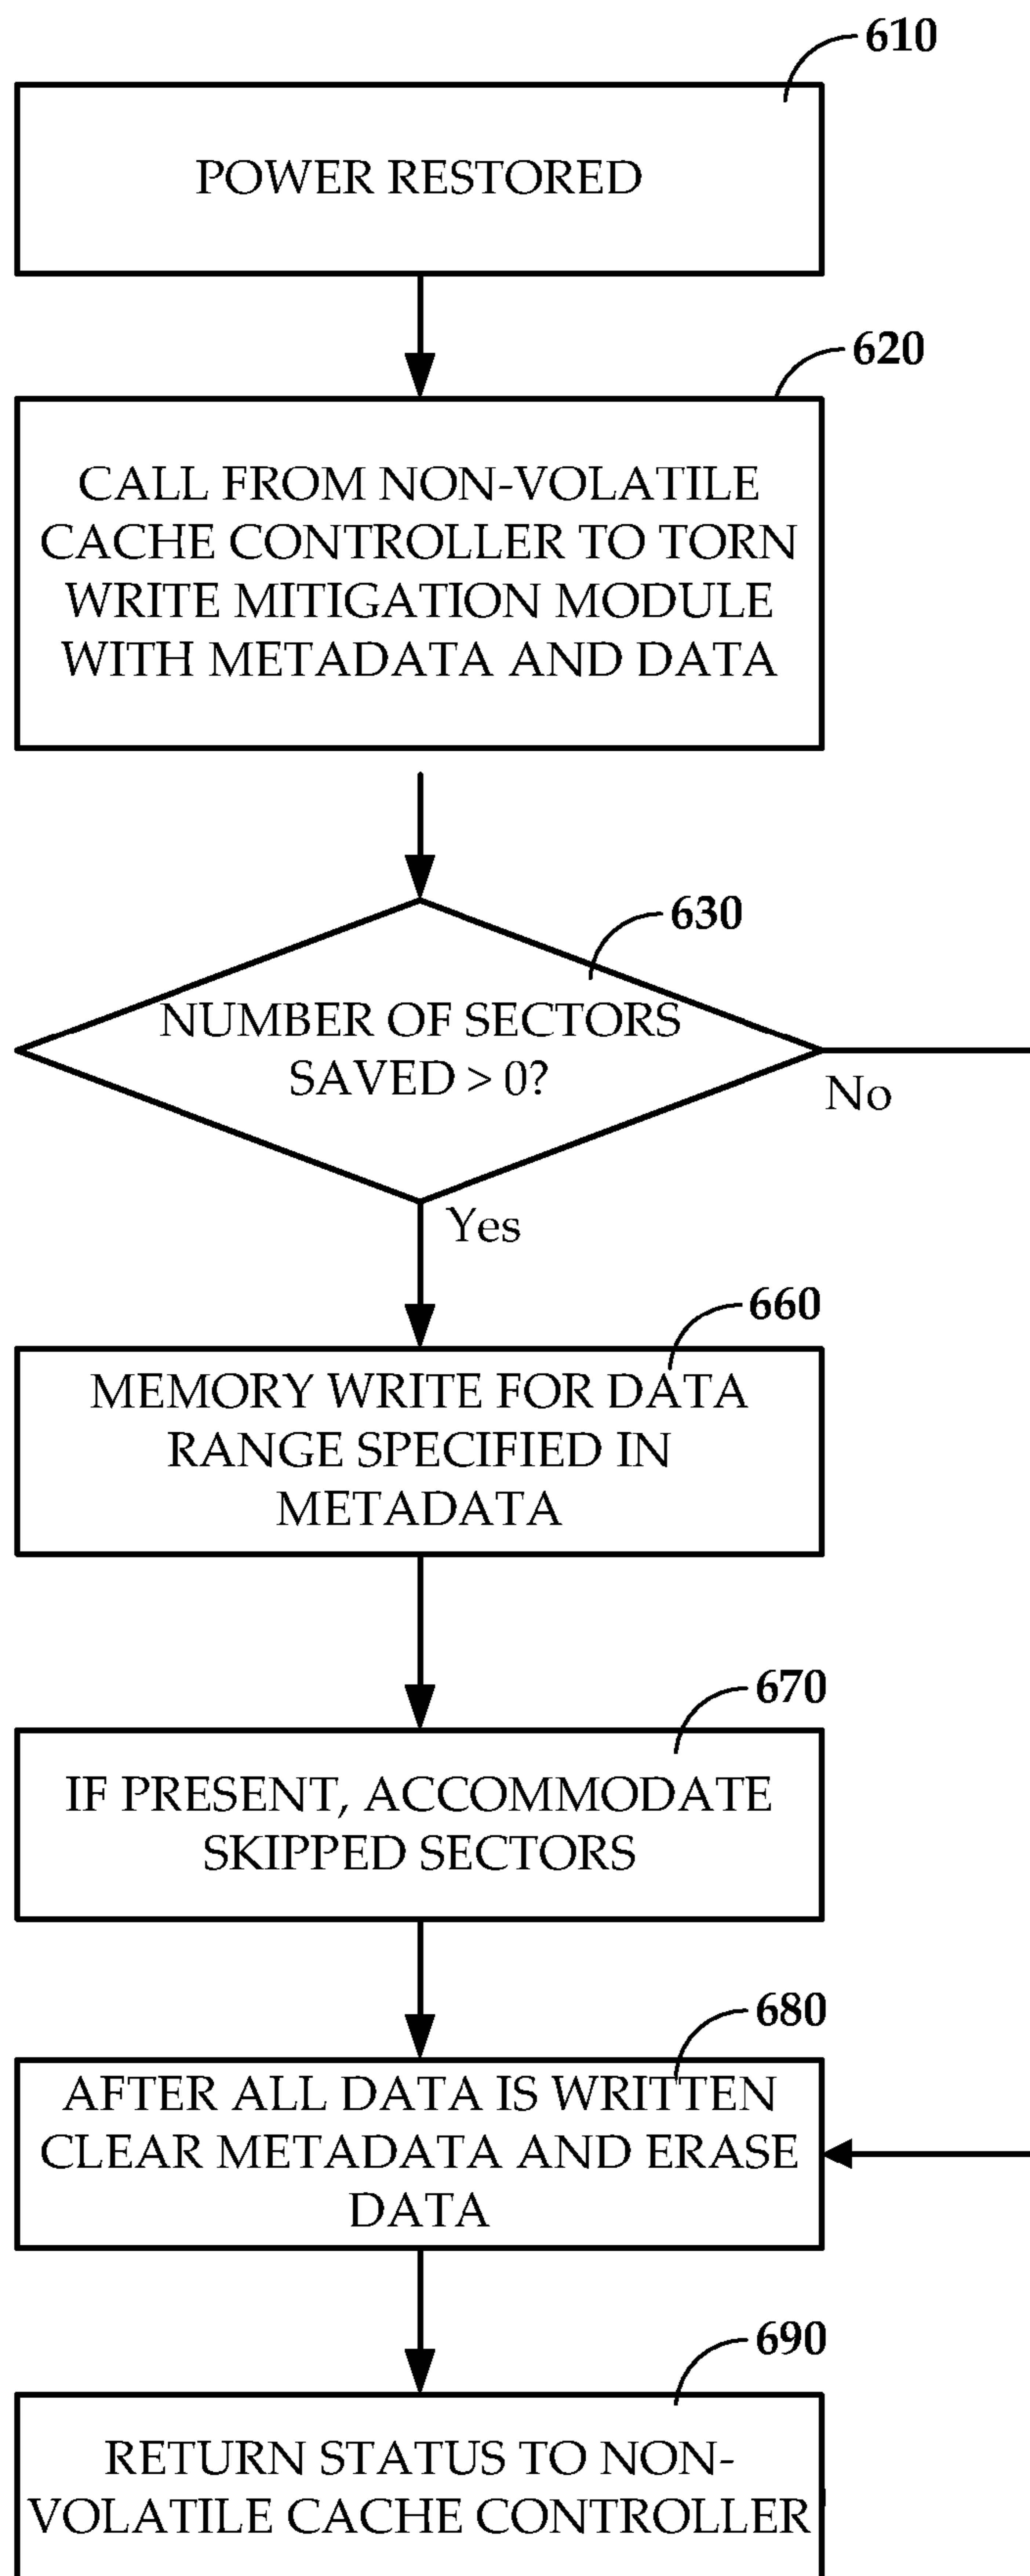 610
POWER RESTORED
620
CALL FROM NON-VOLATILE
CACHE CONTROLLER TO TORN
WRITE MITIGATION MODULE
WITH METADATA AND DATA
630
NUMBER OF SECTORS
SAVED > 0?
No
Yes
660
MEMORY WRITE FOR DATA
RANGE SPECIFIED IN
METADATA
670
IF PRESENT, ACCOMMODATE
SKIPPED SECTORS
680
AFTER ALL DATA IS WRITTEN
CLEAR METADATA AND ERASE
DATA
690
RETURN STATUS TO NON-
VOLATILE CACHE CONTROLLER